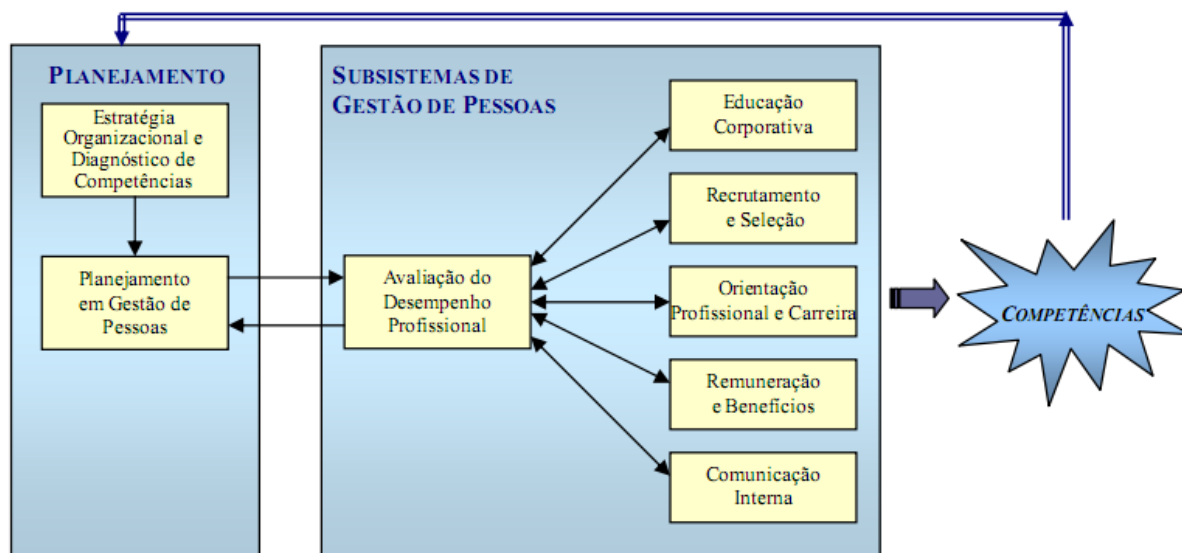 PLANEJAMENTO
Estratégia
Organizacional e
Diagnóstico de
Competências
Planejamento
em Gestão de
Pessoas
SUBSISTEMAS DE
GESTÃO DE PESSOAS
Avaliação do
Desempenho
Profissional
Educação
Corporativa
Recrutamento
e Seleção
Orientação
Profissional e Carreira
Remuneração
e Benefícios
Comunicação
Interna
COMPETÊNCIAS